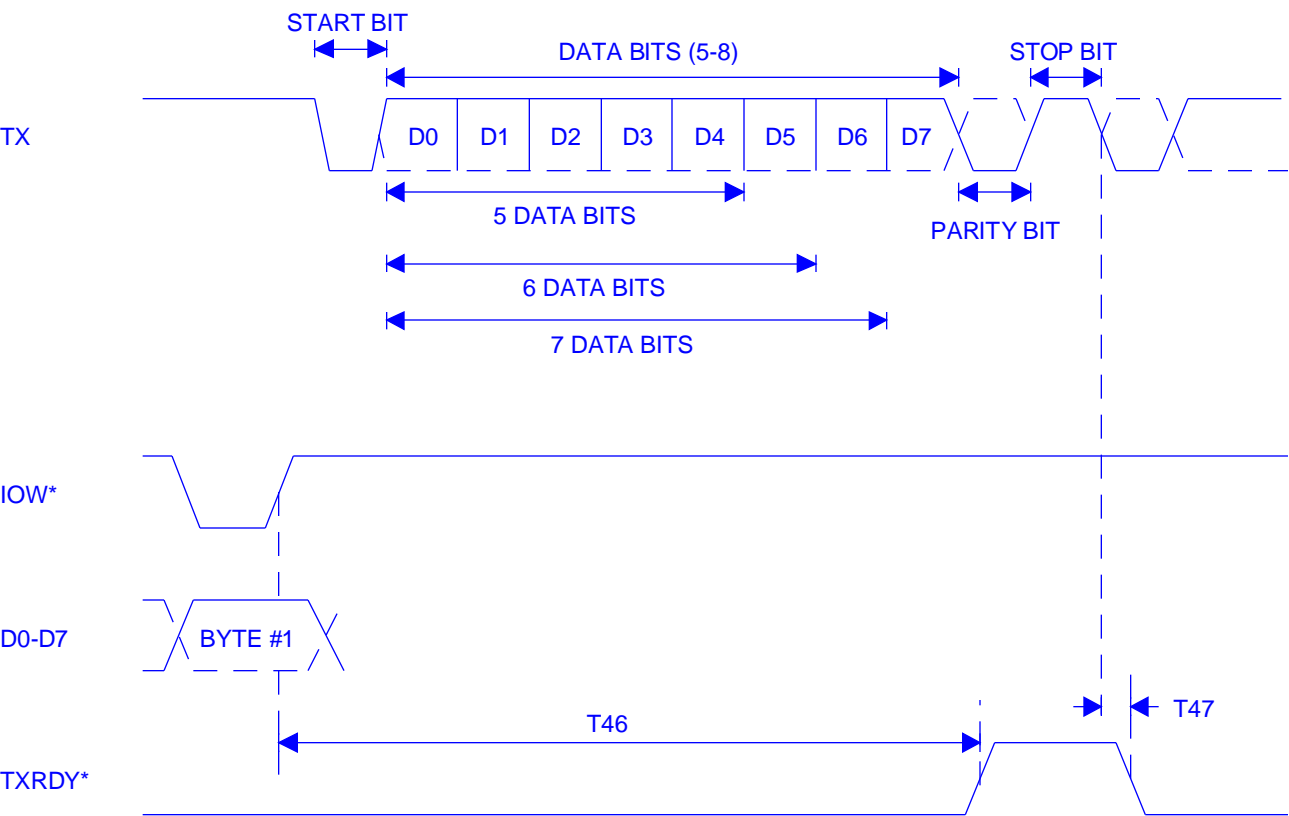 START BIT
DATA BITS (5-8)
STOP BIT
TX
D0 D1 D2 D3 D4 D5 D6 D7
5 DATA BITS
PARITY BIT
6 DATA BITS
7 DATA BITS
IOW*
D0-D7
BYTE #1
T46
T47
TXRDY*